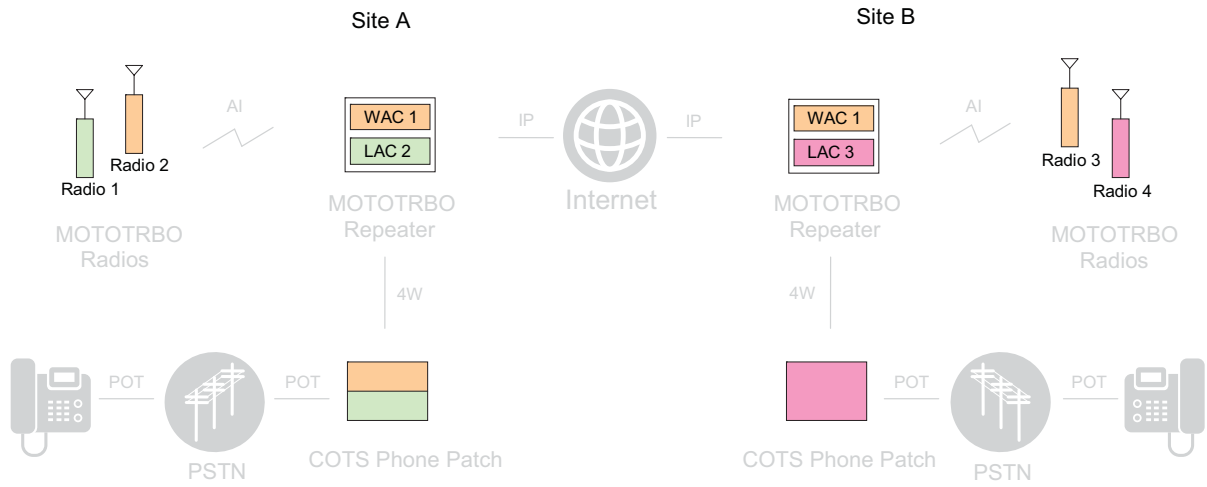 Site A
Site B
AI
WAC 1
LAC 2
IP
IP
WAC 1
LAC 3
AI
Radio 2
Radio 1
Internet
Radio 3
Radio 4
MOTOTRBO
Repeater
MOTOTRBO
Repeater
MOTOTRBO
Radios
MOTOTRBO
Radios
4W
4W
POT
POT
POT
POT
PSTN
COTS Phone Patch
COTS Phone Patch
PSTN